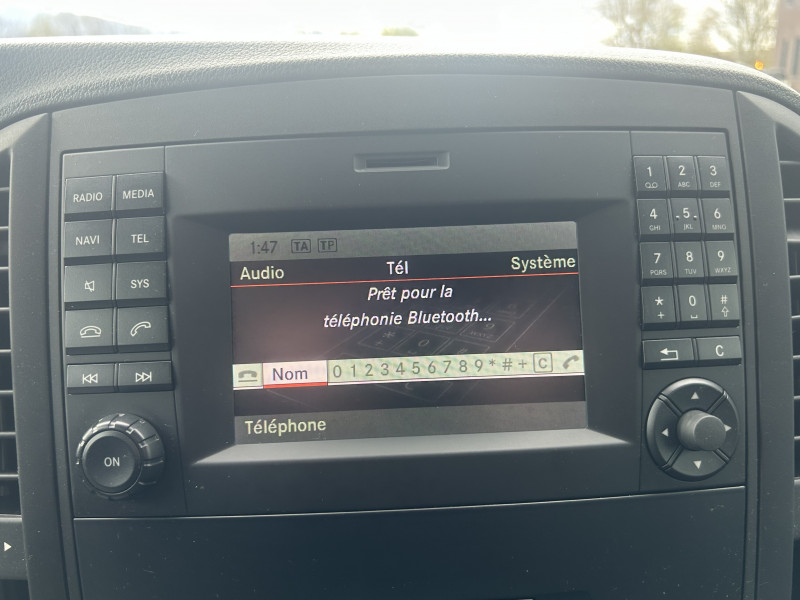 RADIO MEDIA
NAVI TEL
SYS
ON
1:47 TA TP
Audio Tél Système
Prêt pour la
téléphonie Bluetooth...
Nom 0 1 2 3 4 5 6 7 8 9 * # + C
Téléphone
1 2 3
ABC DEF
4 .5. 6
GHI JKL MNO
7 8 9
PQRS TUV WXYZ
* 0 #
+
C